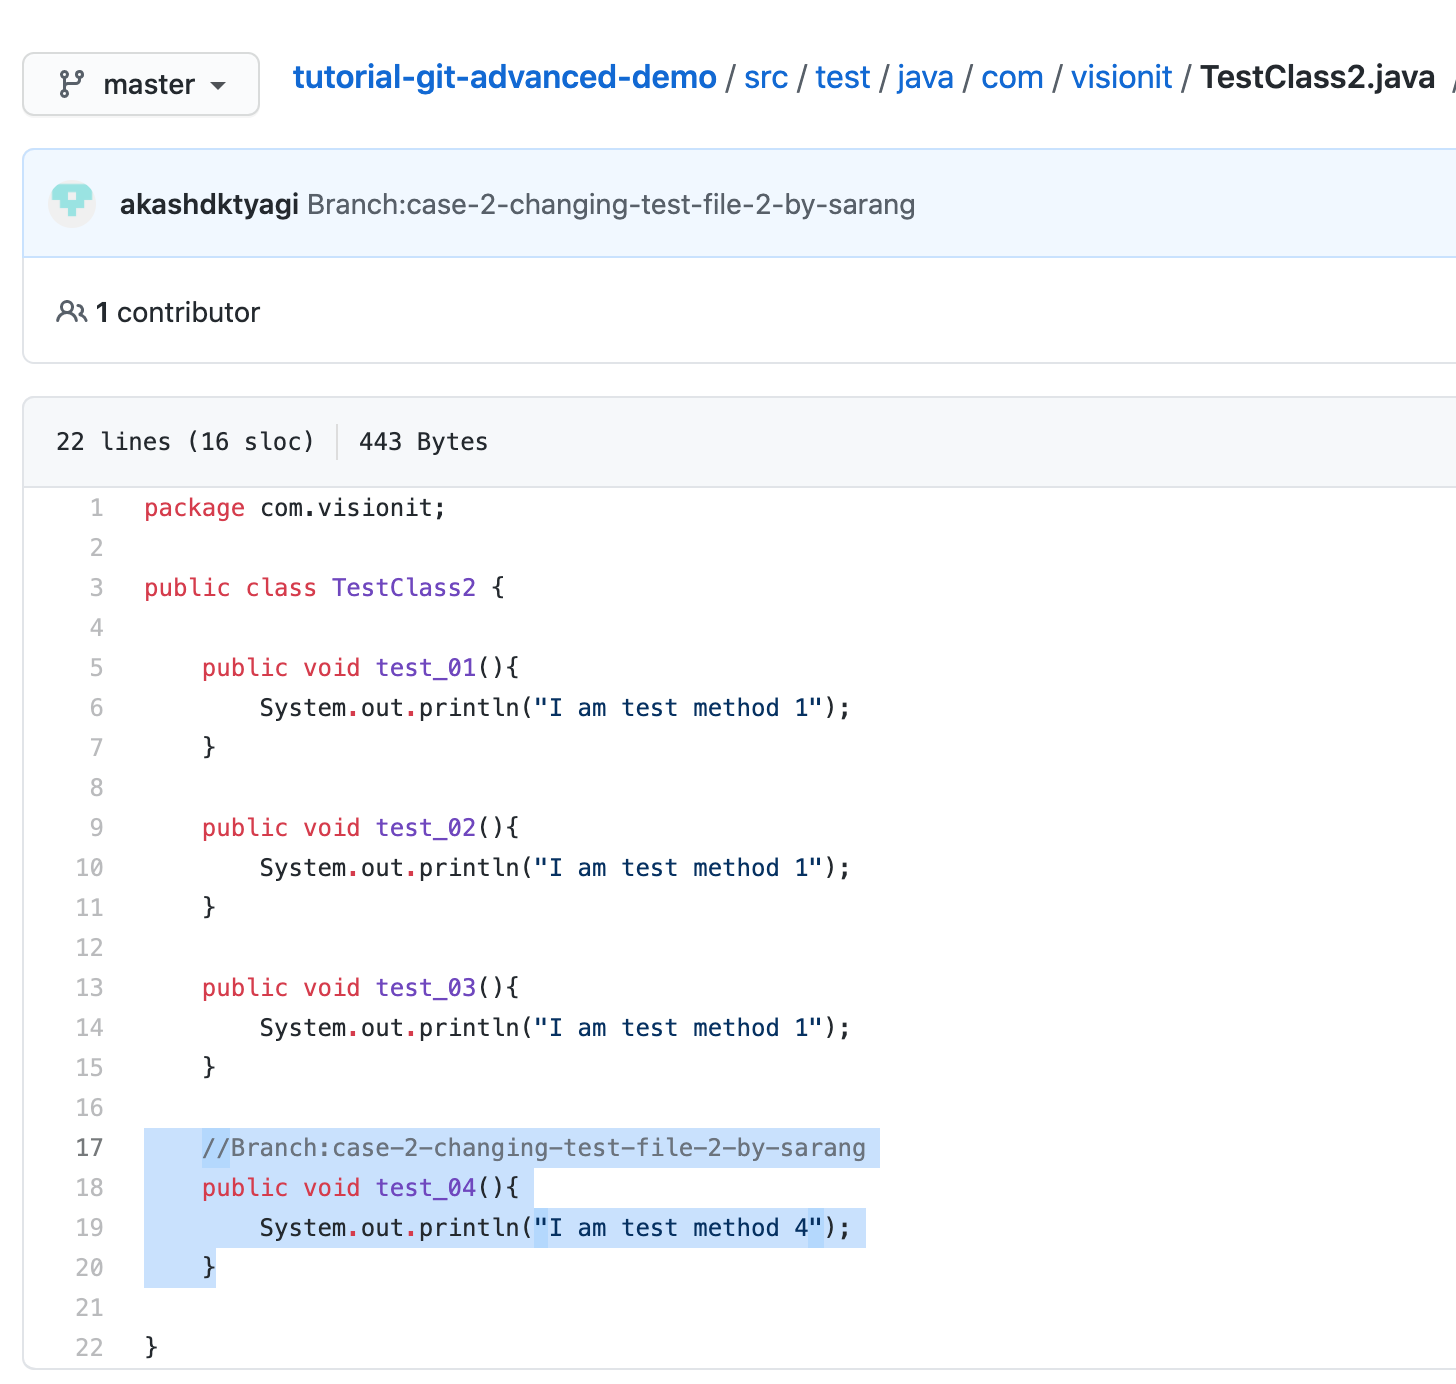 master
tutorial-git-advanced-demo / src / test / java / com / visionit / TestClass2.java /
akashdktyagi Branch:case-2-changing-test-file-2-by-sarang
1 contributor
22 lines (16 sloc) 443 Bytes
1 package com.visionit;
2
3 public class TestClass2 {
4
5     public void test_01(){
6         System.out.println("I am test method 1");
7     }
8
9     public void test_02(){
10         System.out.println("I am test method 1");
11     }
12
13     public void test_03(){
14         System.out.println("I am test method 1");
15     }
16
17     //Branch:case-2-changing-test-file-2-by-sarang
18     public void test_04(){
19         System.out.println("I am test method 4");
20     }
21
22 }